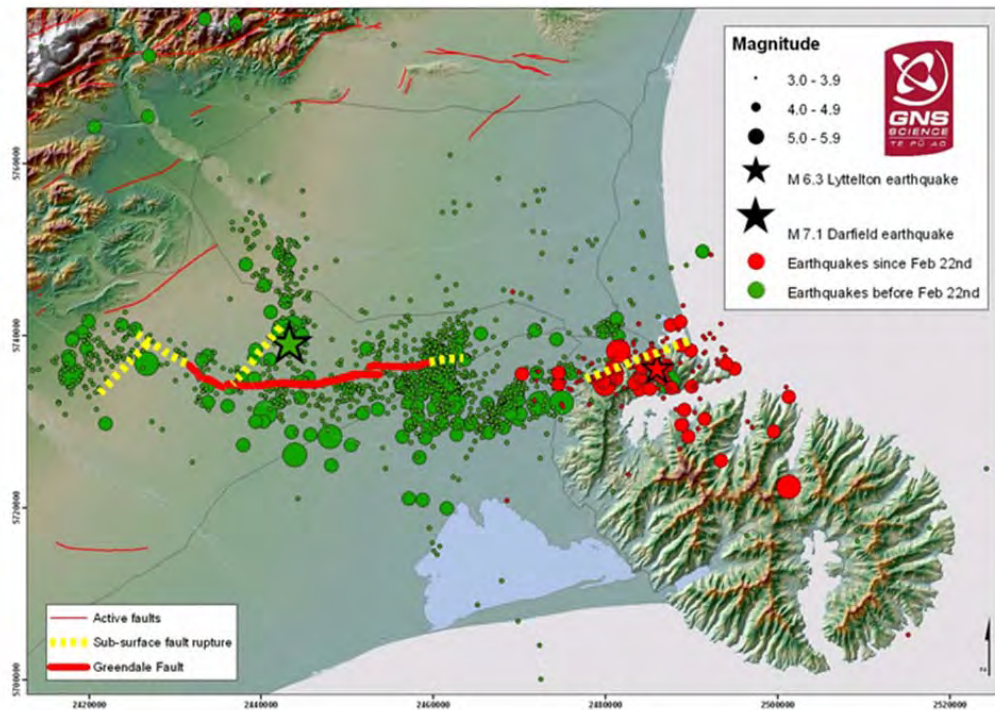 Magnitude
3.0 - 3.9
4.0 - 4.9
5.0 - 5.9
M 6.3 Lyttelton earthquake
M 7.1 Darfield earthquake
Earthquakes since Feb 22nd
Earthquakes before Feb 22nd
GNS
SCIENCE
TE PŪ AO
5760000
5740000
5720000
5700000
Active faults
Sub-surface fault rupture
Greendale Fault
2420000
2440000
2460000
2480000
2500000
2520000